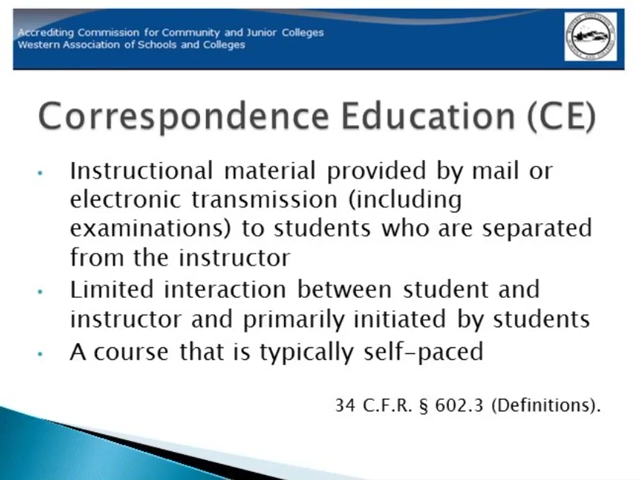 Accrediting Commission for Community and Junior Colleges
Western Association of Schools and Colleges
Correspondence Education (CE)
• Instructional material provided by mail or
electronic transmission (including
examinations) to students who are separated
from the instructor
• Limited interaction between student and
instructor and primarily initiated by students
• A course that is typically self-paced
34 C.F.R. § 602.3 (Definitions).